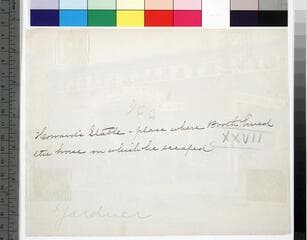 Howard's Stable - place where Booth hired
XXVII
the horse on which he escaped
Gardner